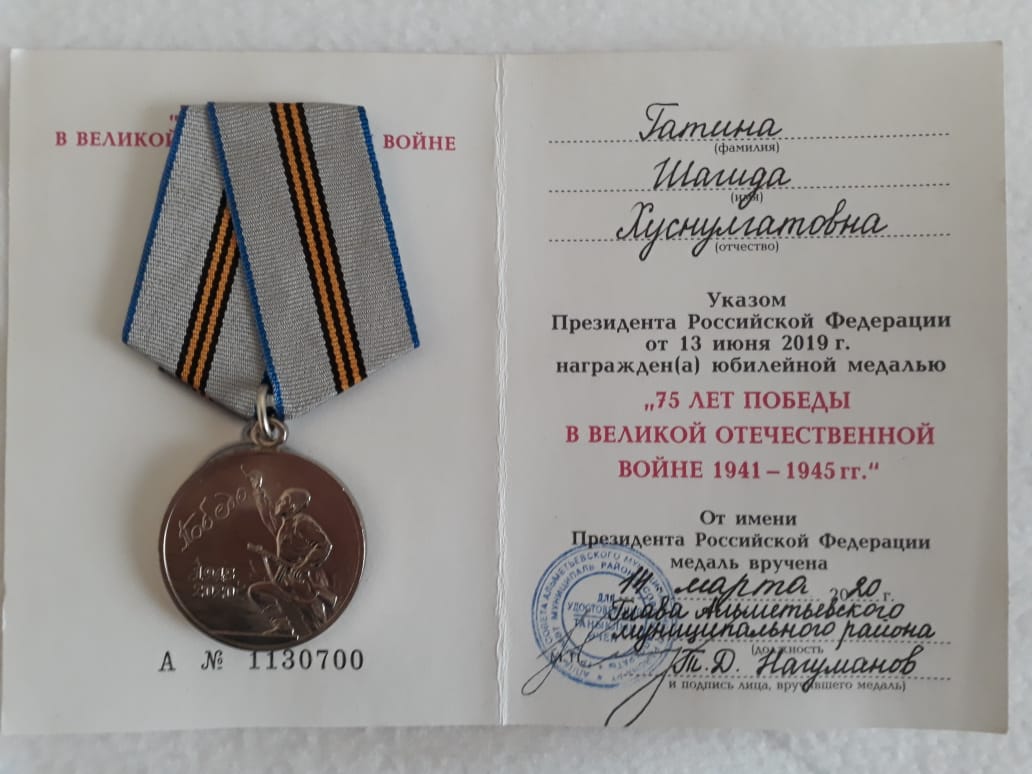 "
В ВЕЛИКОЙ ВОЙНЕ
Победа
1945
2020
А № 1130700
Гатина
(фамилия)
Шагида
(имя)
Хуснулгатовна
(отчество)
Указом
Президента Российской Федерации
от 13 июня 2019 г.
награжден(а) юбилейной медалью
„75 ЛЕТ ПОБЕДЫ
В ВЕЛИКОЙ ОТЕЧЕСТВЕННОЙ
ВОЙНЕ 1941 – 1945 гг.“
От имени
Президента Российской Федерации
медаль вручена
14 марта 2020 г.
Глава Альметьевского
муниципального района
(должность
М.П. Т.Д. Нагуманов
и подпись лица, вручившего медаль)